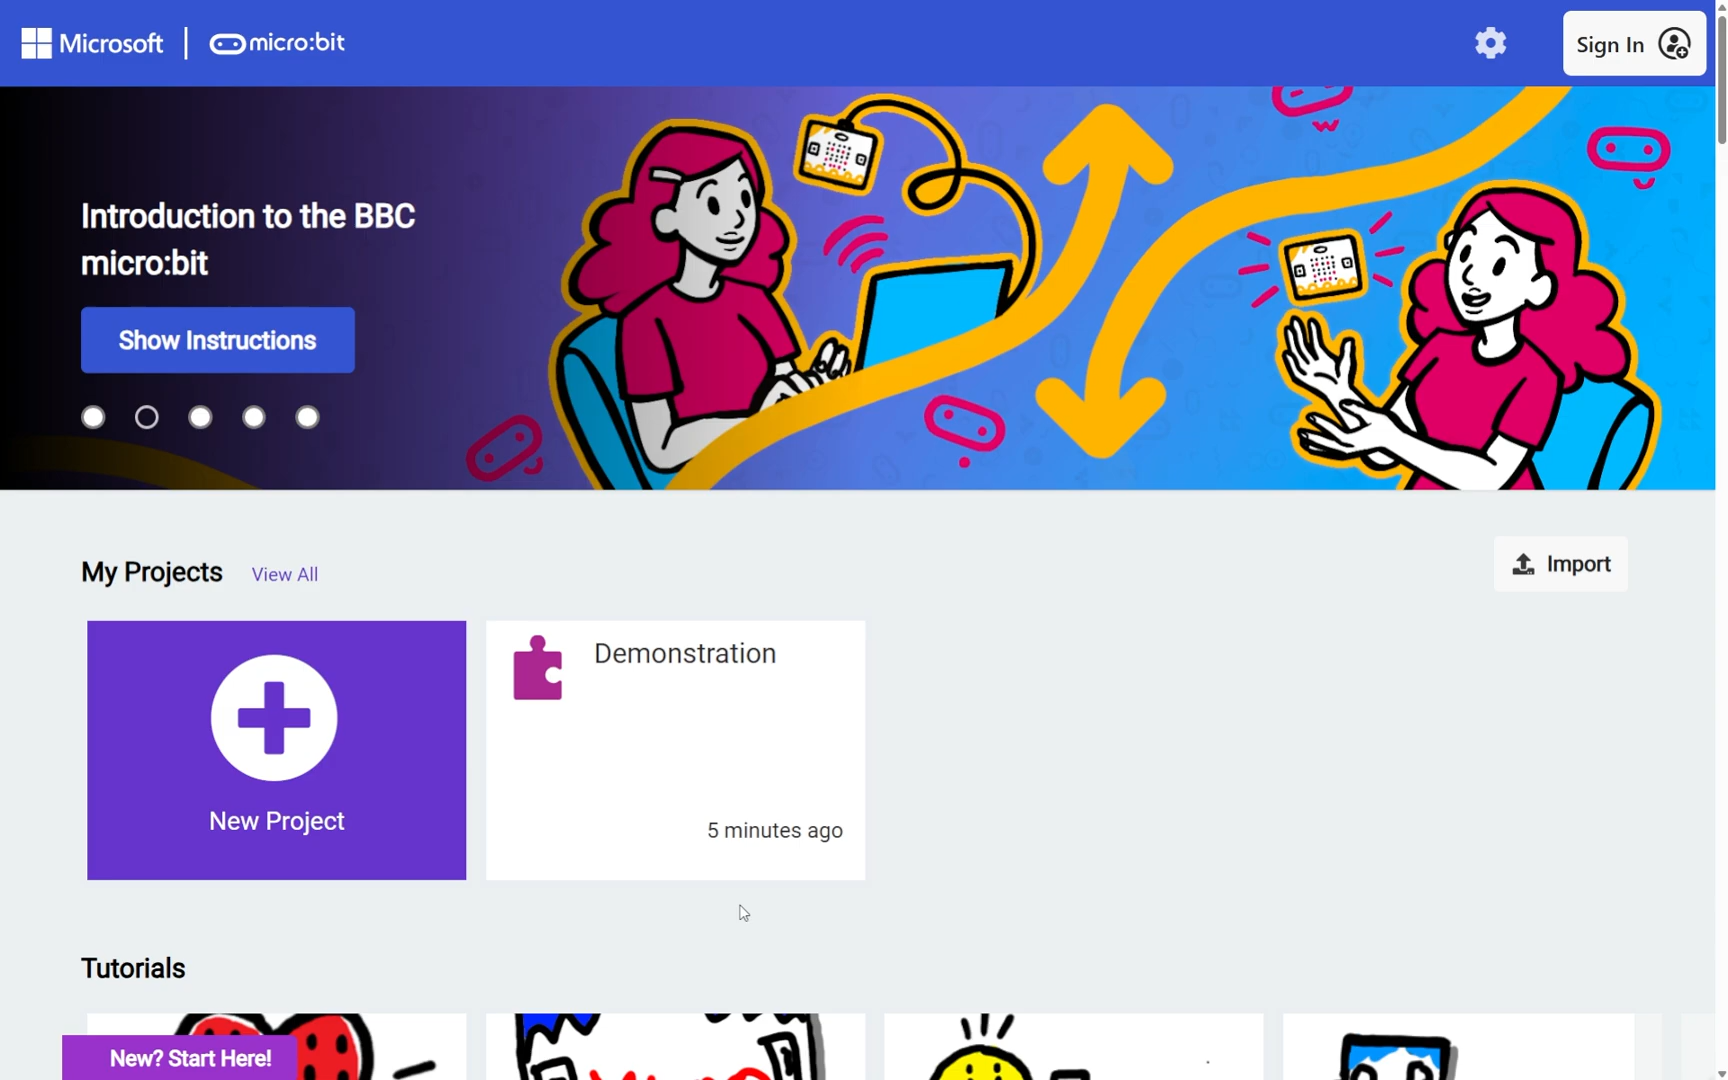 Microsoft | micro:bit
Sign In
Introduction to the BBC
micro:bit
Show Instructions
My Projects
View All
Import
New Project
Demonstration
5 minutes ago
Tutorials
New? Start Here!